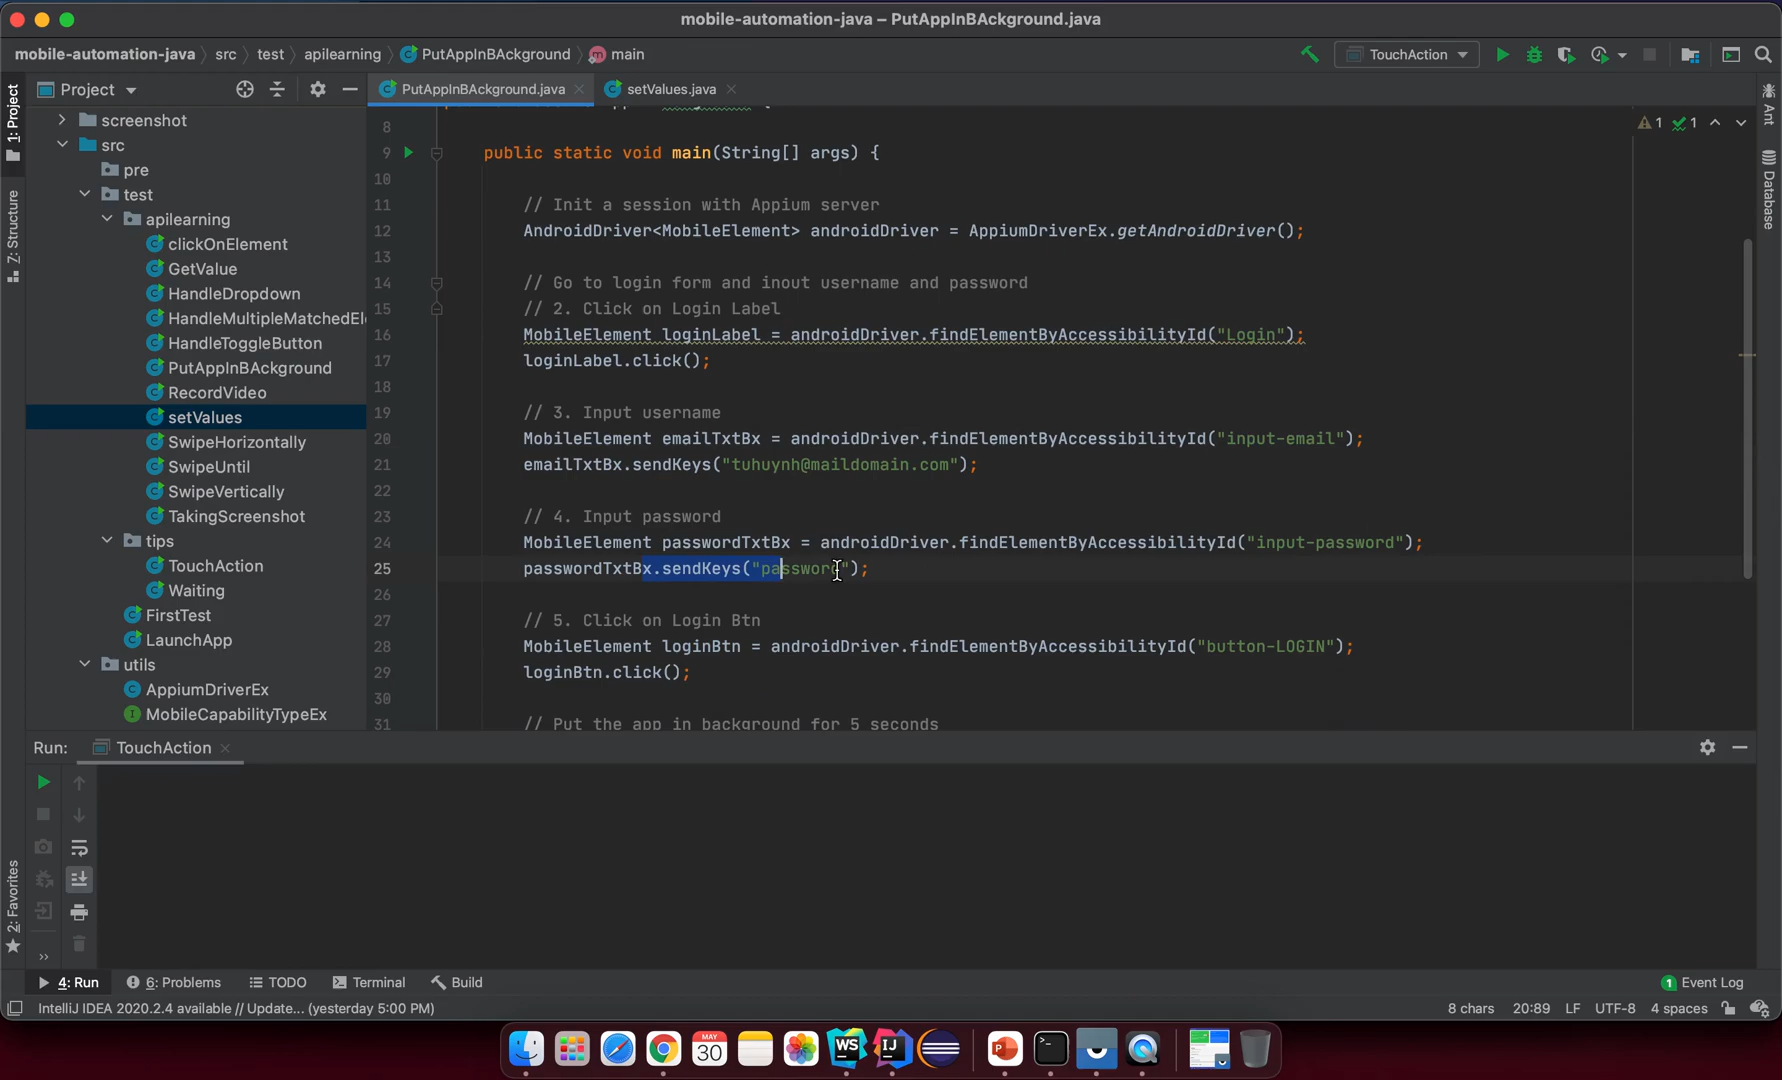 mobile-automation-java – PutAppInBAckground.java
mobile-automation-java src test apilearning PutAppInBAckground main
TouchAction
1: Project
7: Structure
2: Favorites
Ant
Database
Project
PutAppInBAckground.java
setValues.java
screenshot
src
pre
test
apilearning
clickOnElement
GetValue
HandleDropdown
HandleMultipleMatchedEl
HandleToggleButton
PutAppInBAckground
RecordVideo
setValues
SwipeHorizontally
SwipeUntil
SwipeVertically
TakingScreenshot
tips
TouchAction
Waiting
FirstTest
LaunchApp
utils
AppiumDriverEx
MobileCapabilityTypeEx
1 1
8
9 public static void main(String[] args) {
10
11 // Init a session with Appium server
12 AndroidDriver<MobileElement> androidDriver = AppiumDriverEx.getAndroidDriver();
13
14 // Go to login form and inout username and password
15 // 2. Click on Login Label
16 MobileElement loginLabel = androidDriver.findElementByAccessibilityId("Login");
17 loginLabel.click();
18
19 // 3. Input username
20 MobileElement emailTxtBx = androidDriver.findElementByAccessibilityId("input-email");
21 emailTxtBx.sendKeys("tuhuynh@maildomain.com");
22
23 // 4. Input password
24 MobileElement passwordTxtBx = androidDriver.findElementByAccessibilityId("input-password");
25 passwordTxtBx.sendKeys("password");
26
27 // 5. Click on Login Btn
28 MobileElement loginBtn = androidDriver.findElementByAccessibilityId("button-LOGIN");
29 loginBtn.click();
30
31 // Put the app in background for 5 seconds
Run: TouchAction
4: Run 6: Problems TODO Terminal Build 1 Event Log
IntelliJ IDEA 2020.2.4 available // Update... (yesterday 5:00 PM) 8 chars 20:89 LF UTF-8 4 spaces
MAY
30
WS
IJ
P